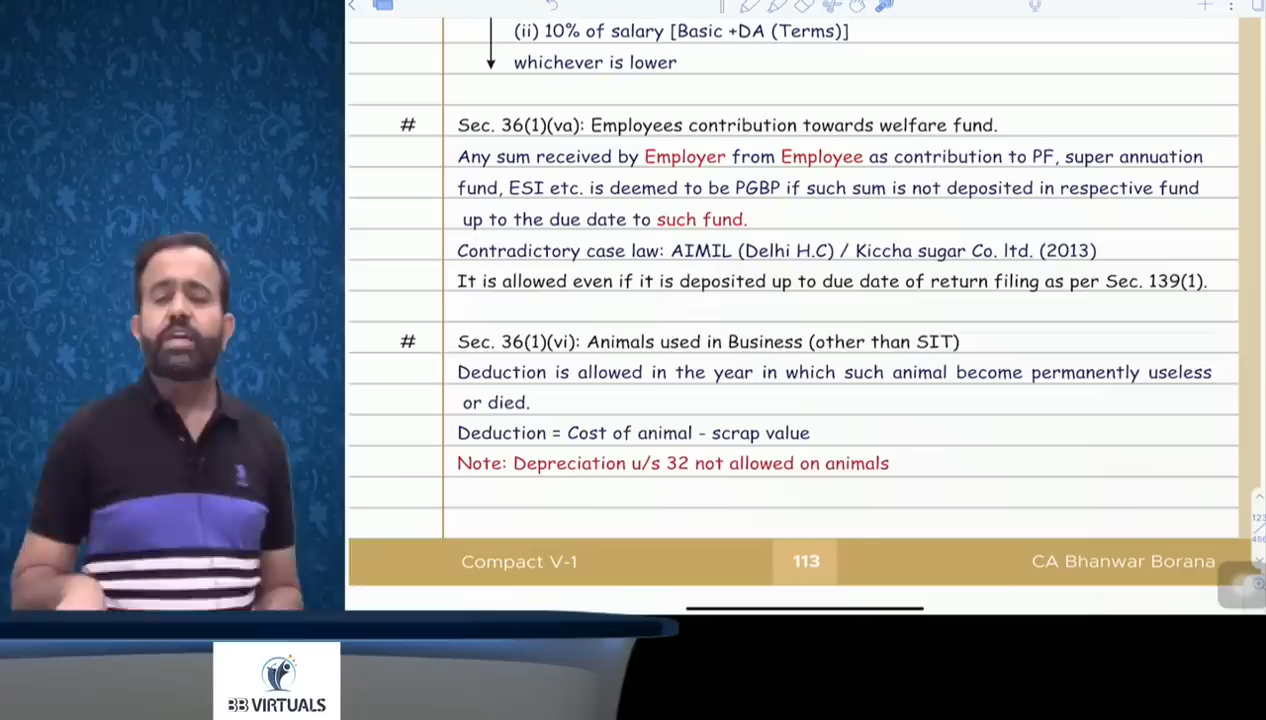 (ii) 10% of salary [Basic +DA (Terms)]
whichever is lower
# Sec. 36(1)(va): Employees contribution towards welfare fund.
Any sum received by Employer from Employee as contribution to PF, super annuation
fund, ESI etc. is deemed to be PGBP if such sum is not deposited in respective fund
up to the due date to such fund.
Contradictory case law: AIMIL (Delhi H.C) / Kiccha sugar Co. ltd. (2013)
It is allowed even if it is deposited up to due date of return filing as per Sec. 139(1).
# Sec. 36(1)(vi): Animals used in Business (other than SIT)
Deduction is allowed in the year in which such animal become permanently useless
or died.
Deduction = Cost of animal - scrap value
Note: Depreciation u/s 32 not allowed on animals
123
456
Compact V-1 113 CA Bhanwar Borana
BB VIRTUALS